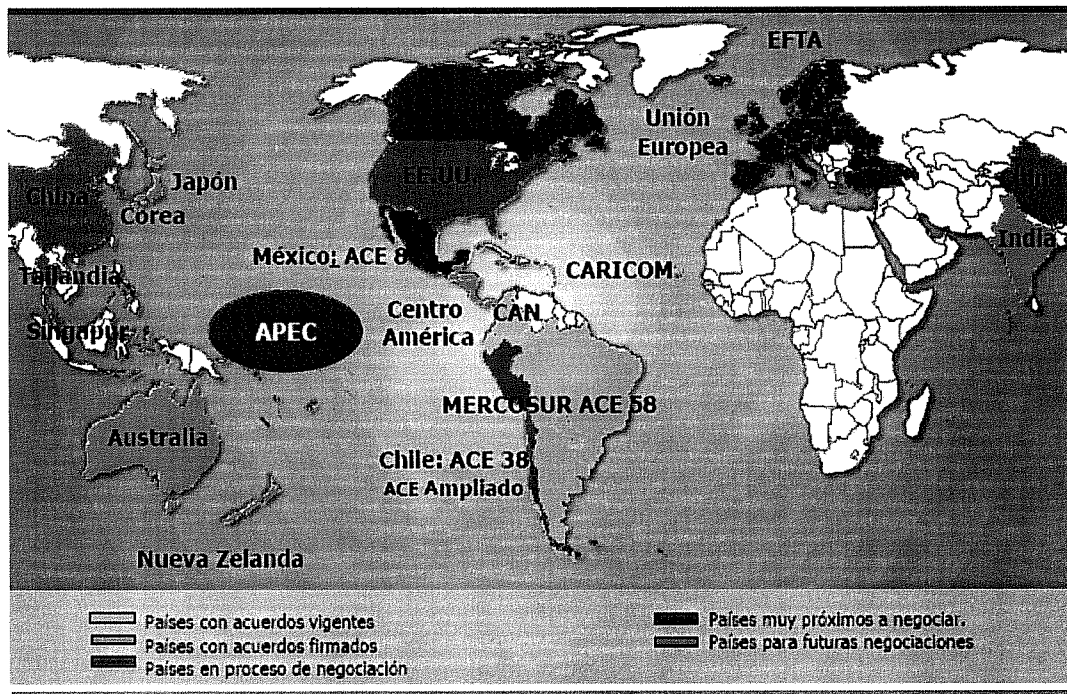 EFTA
Unión
Europea
EE.UU.
China
Japón
Corea
India
México; ACE 8
CARICOM
Tailandia
Centro
América
CAN
Singapur
APEC
MERCOSUR ACE 58
Australia
Chile: ACE 38
ACE Ampliado
Nueva Zelanda
Países con acuerdos vigentes
Países con acuerdos firmados
Países en proceso de negociación
Países muy próximos a negociar.
Países para futuras negociaciones